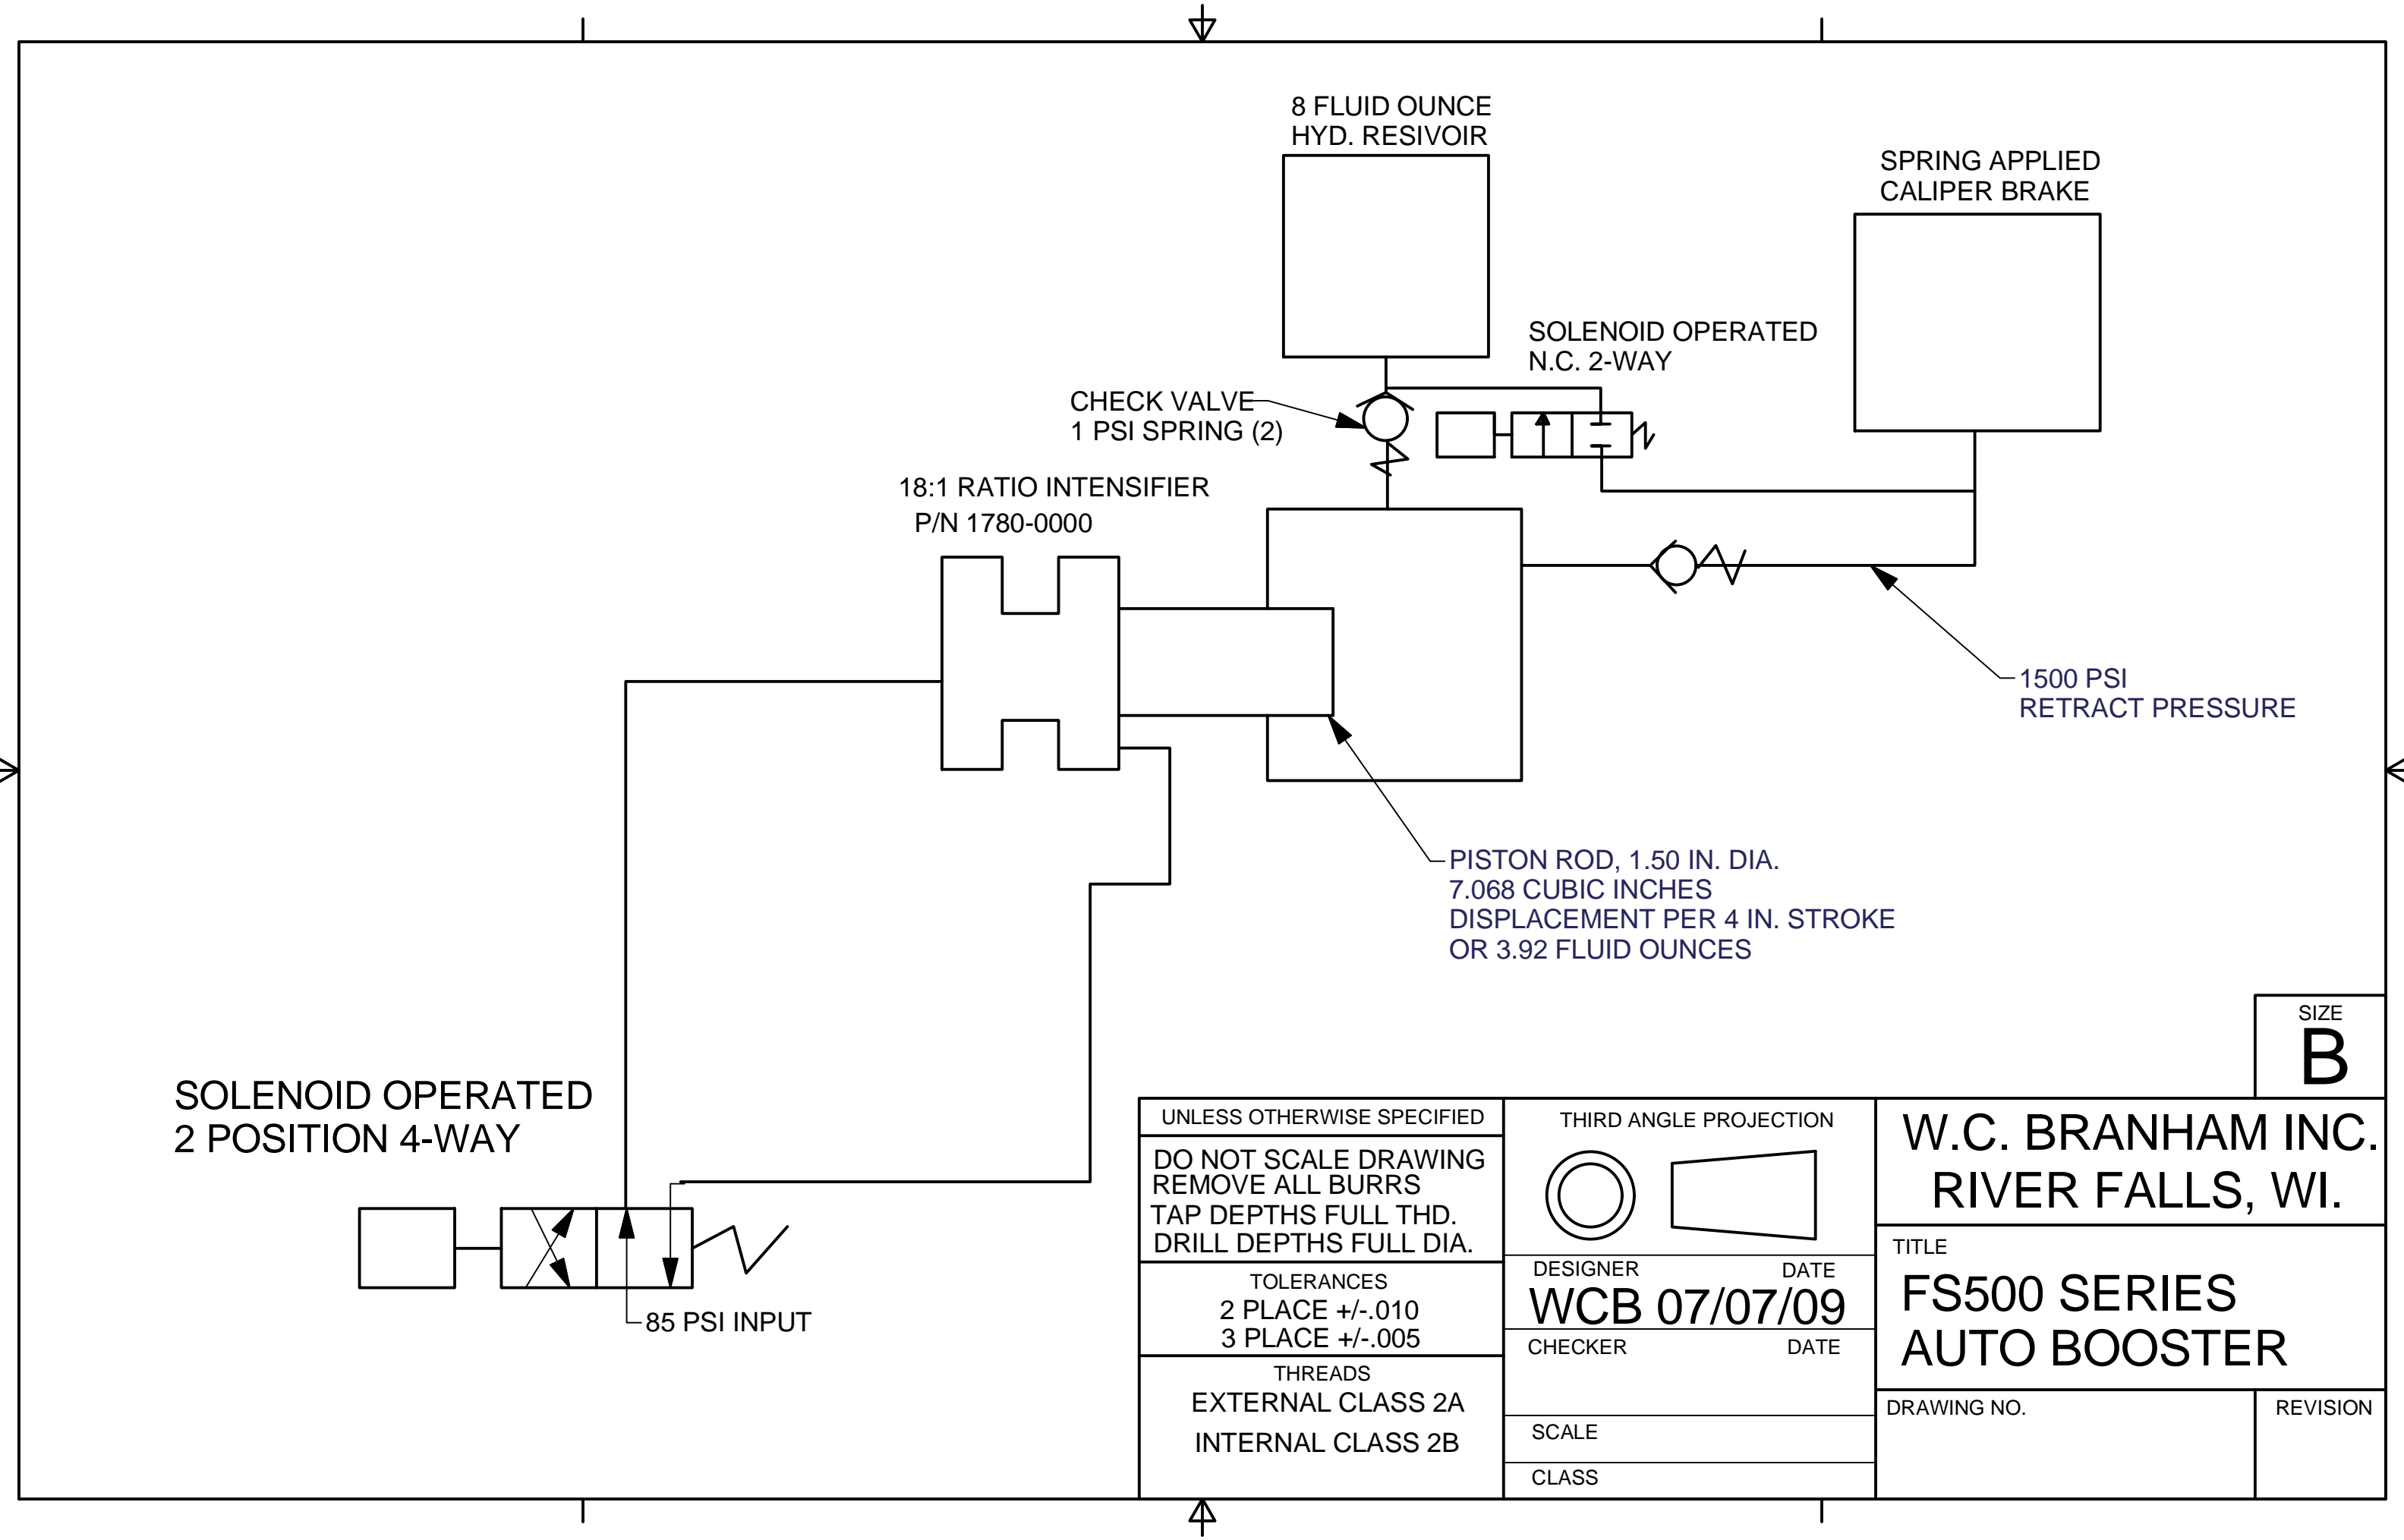 8 FLUID OUNCE
HYD. RESIVOIR
SPRING APPLIED
CALIPER BRAKE
SOLENOID OPERATED
N.C. 2-WAY
CHECK VALVE
1 PSI SPRING (2)
18:1 RATIO INTENSIFIER
P/N 1780-0000
1500 PSI
RETRACT PRESSURE
PISTON ROD, 1.50 IN. DIA.
7.068 CUBIC INCHES
DISPLACEMENT PER 4 IN. STROKE
OR 3.92 FLUID OUNCES
SOLENOID OPERATED
2 POSITION 4-WAY
85 PSI INPUT
SIZE
B
UNLESS OTHERWISE SPECIFIED
DO NOT SCALE DRAWING
REMOVE ALL BURRS
TAP DEPTHS FULL THD.
DRILL DEPTHS FULL DIA.
TOLERANCES
2 PLACE +/-.010
3 PLACE +/-.005
THREADS
EXTERNAL CLASS 2A
INTERNAL CLASS 2B
THIRD ANGLE PROJECTION
DESIGNER DATE
WCB 07/07/09
CHECKER DATE
SCALE
CLASS
W.C. BRANHAM INC.
RIVER FALLS, WI.
TITLE
FS500 SERIES
AUTO BOOSTER
DRAWING NO. REVISION